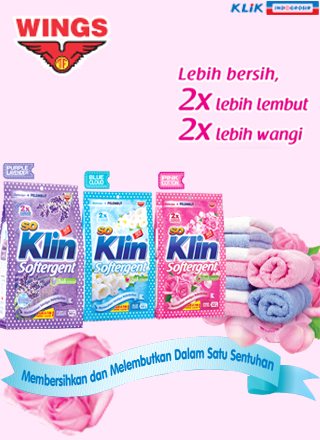 WINGS
KLIK INDOGROSIR
Lebih bersih,
2x lebih lembut
2x lebih wangi
PURPLE
LAVENDER
BLUE
CLOUD
PINK
SO
Klin
Softergent
SO
Klin
Softergent
SO
Klin
Softergent
Membersihkan dan Melembutkan Dalam Satu Sentuhan